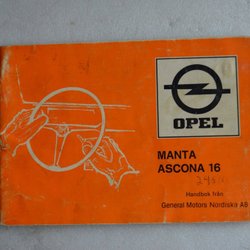 OPEL
MANTA
ASCONA 16
Handbok från
General Motors Nordiska AB